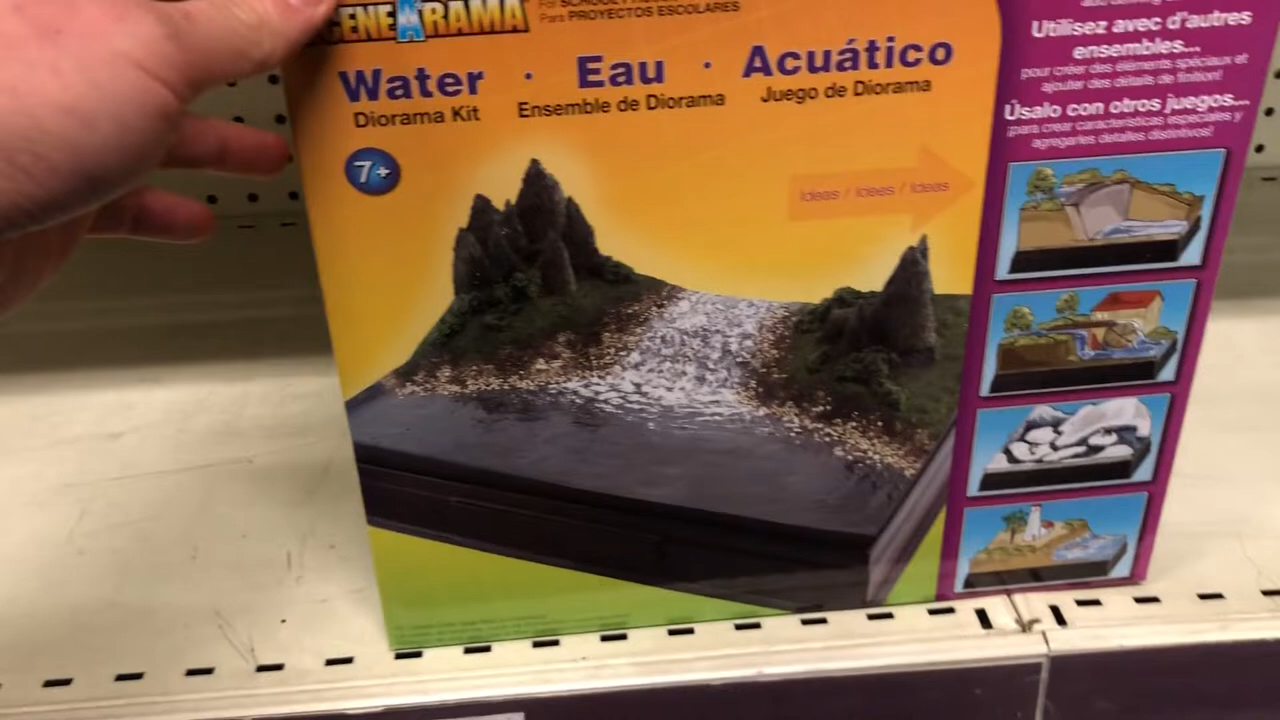 CENE A RAMA
Para PROYECTOS ESCOLARES
Water · Eau · Acuático
Diorama Kit
Ensemble de Diorama
Juego de Diorama
7+
Ideas / Idées / Ideas
Utilisez avec d'autres
ensembles...
pour créer des éléments spéciaux et
ajouter des détails de finition!
Úsalo con otros juegos...
¡para crear características especiales y
agregarles detalles distintivos!